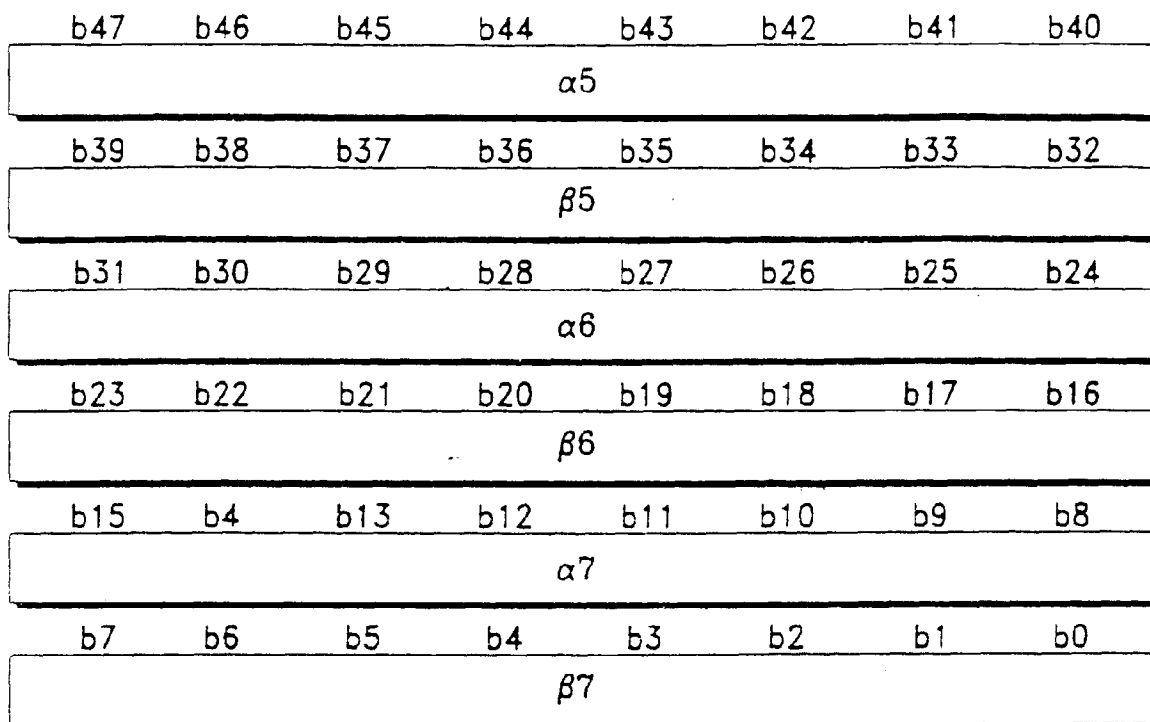 b47 b46 b45 b44 b43 b42 b41 b40
α5
b39 b38 b37 b36 b35 b34 b33 b32
β5
b31 b30 b29 b28 b27 b26 b25 b24
α6
b23 b22 b21 b20 b19 b18 b17 b16
β6
b15 b4 b13 b12 b11 b10 b9 b8
α7
b7 b6 b5 b4 b3 b2 b1 b0
β7